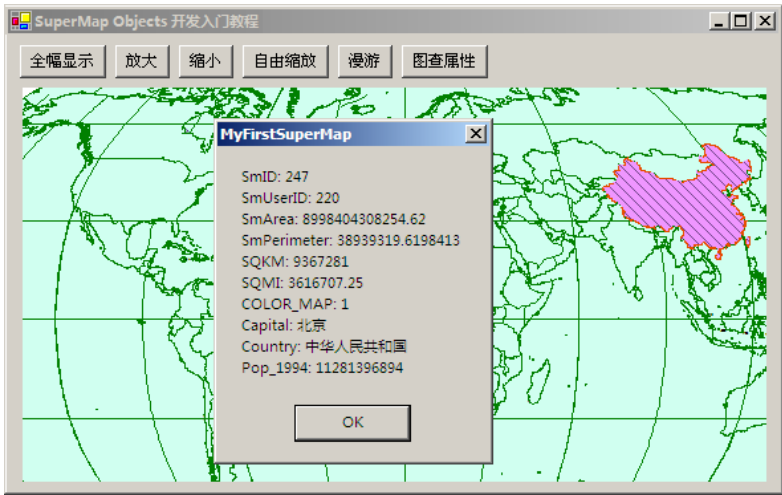 SuperMap Objects 开发入门教程
全幅显示 放大 缩小 自由缩放 漫游 图查属性
MyFirstSuperMap
SmID: 247
SmUserID: 220
SmArea: 8998404308254.62
SmPerimeter: 38939319.6198413
SQKM: 9367281
SQMI: 3616707.25
COLOR_MAP: 1
Capital: 北京
Country: 中华人民共和国
Pop_1994: 11281396894
OK